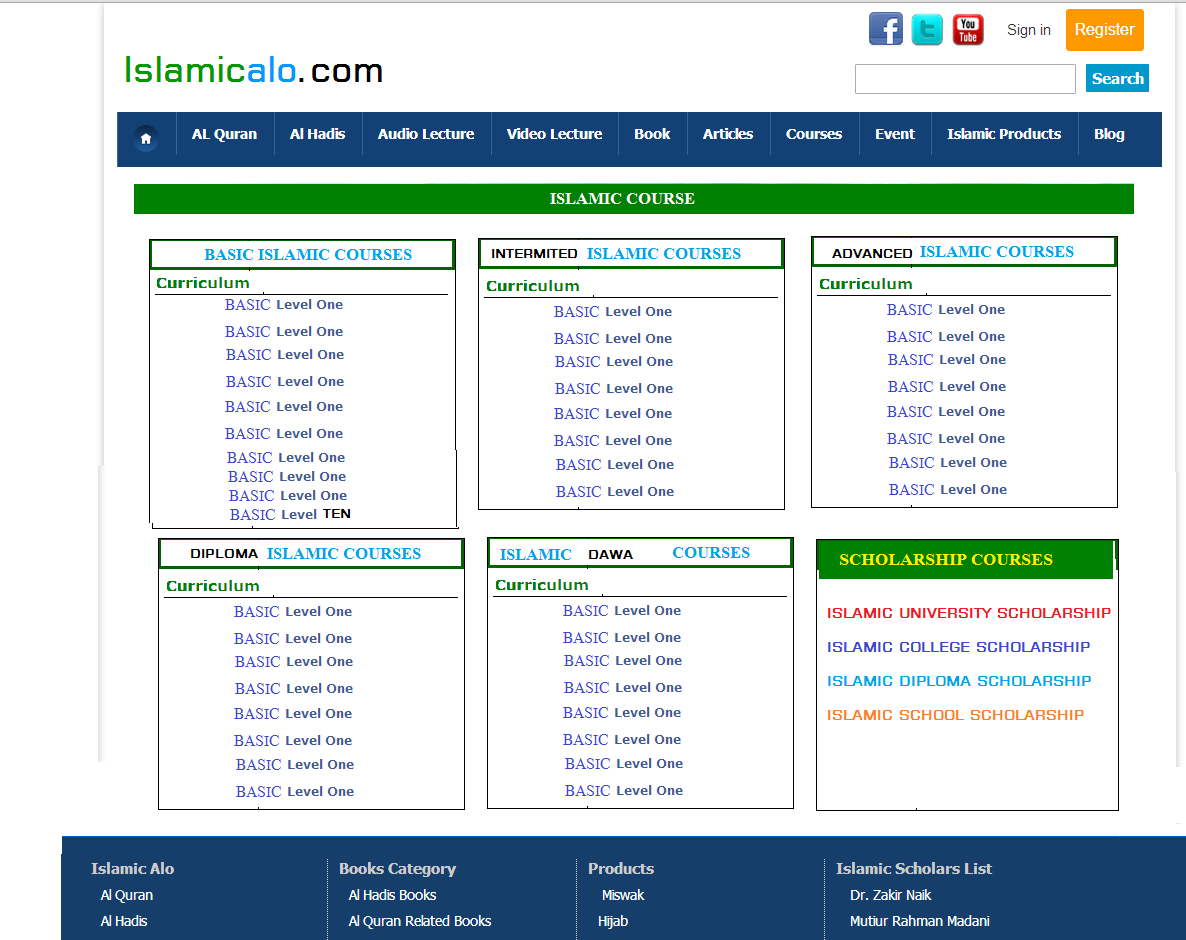 You Tube
Sign in
Register
Islamicalo.com
Search
AL Quran Al Hadis Audio Lecture Video Lecture Book Articles Courses Event Islamic Products Blog
ISLAMIC COURSE
BASIC ISLAMIC COURSES
Curriculum
BASIC Level One
BASIC Level One
BASIC Level One
BASIC Level One
BASIC Level One
BASIC Level One
BASIC Level One
BASIC Level One
BASIC Level One
BASIC Level TEN
INTERMITED ISLAMIC COURSES
Curriculum
BASIC Level One
BASIC Level One
BASIC Level One
BASIC Level One
BASIC Level One
BASIC Level One
BASIC Level One
BASIC Level One
ADVANCED ISLAMIC COURSES
Curriculum
BASIC Level One
BASIC Level One
BASIC Level One
BASIC Level One
BASIC Level One
BASIC Level One
BASIC Level One
BASIC Level One
DIPLOMA ISLAMIC COURSES
Curriculum
BASIC Level One
BASIC Level One
BASIC Level One
BASIC Level One
BASIC Level One
BASIC Level One
BASIC Level One
BASIC Level One
ISLAMIC DAWA COURSES
Curriculum
BASIC Level One
BASIC Level One
BASIC Level One
BASIC Level One
BASIC Level One
BASIC Level One
BASIC Level One
BASIC Level One
SCHOLARSHIP COURSES
ISLAMIC UNIVERSITY SCHOLARSHIP
ISLAMIC COLLEGE SCHOLARSHIP
ISLAMIC DIPLOMA SCHOLARSHIP
ISLAMIC SCHOOL SCHOLARSHIP
Islamic Alo
Al Quran
Al Hadis
Books Category
Al Hadis Books
Al Quran Related Books
Products
Miswak
Hijab
Islamic Scholars List
Dr. Zakir Naik
Mutiur Rahman Madani